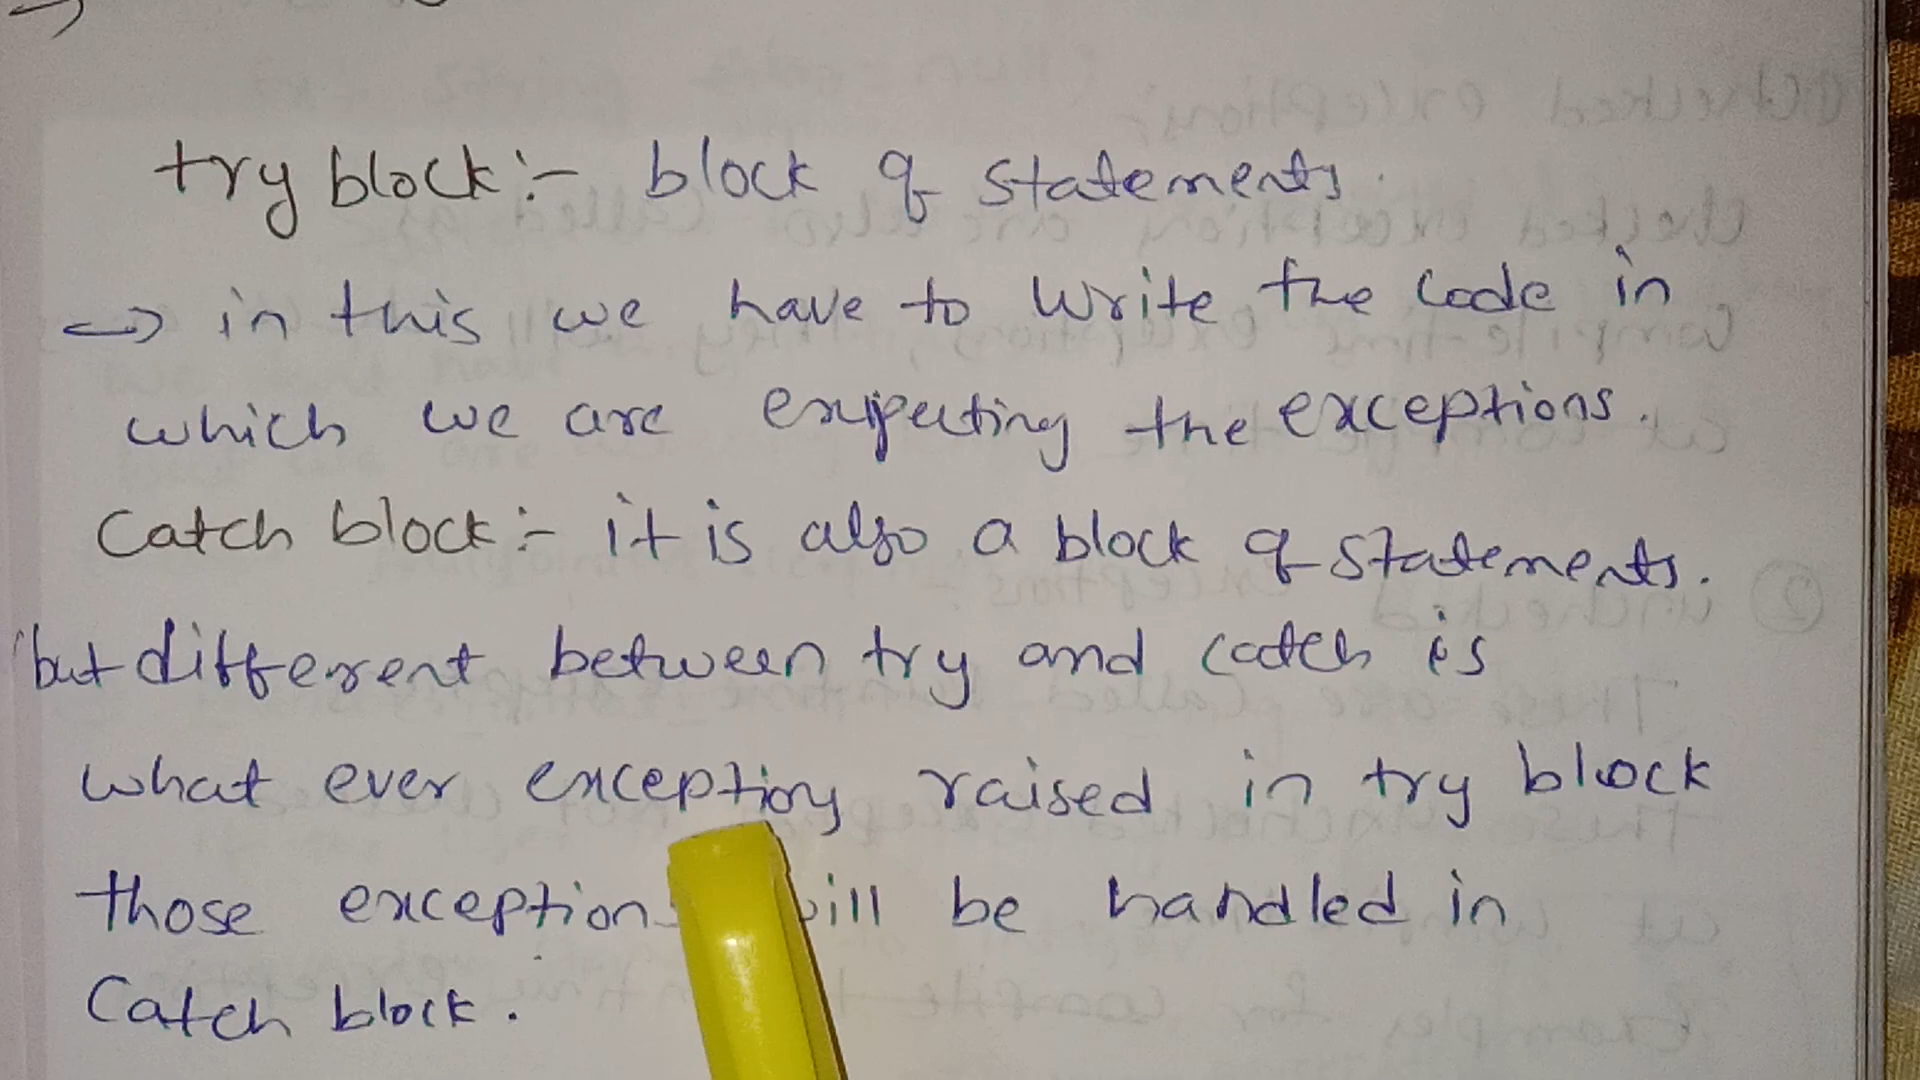 try block :- block of statements.
→ in this we have to write the code in
which we are expecting the exceptions.
Catch block :- it is also a block of statements.
but different between try and catch is
what ever exception raised in try block
those exceptions will be handled in
Catch block.